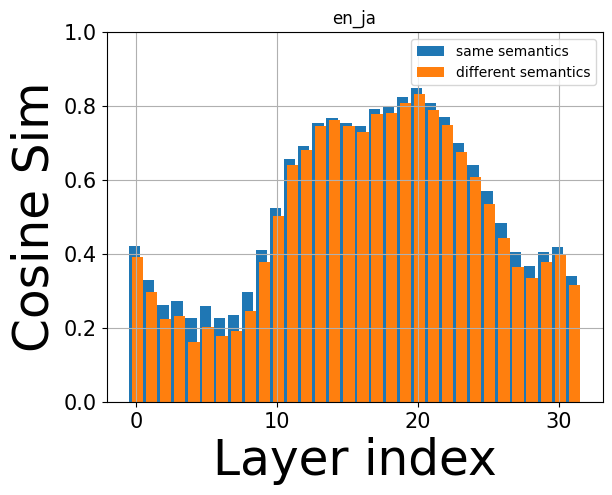 en_ja
same semantics
different semantics
Cosine Sim
1.0
0.8
0.6
0.4
0.2
0.0
0 10 20 30
Layer index